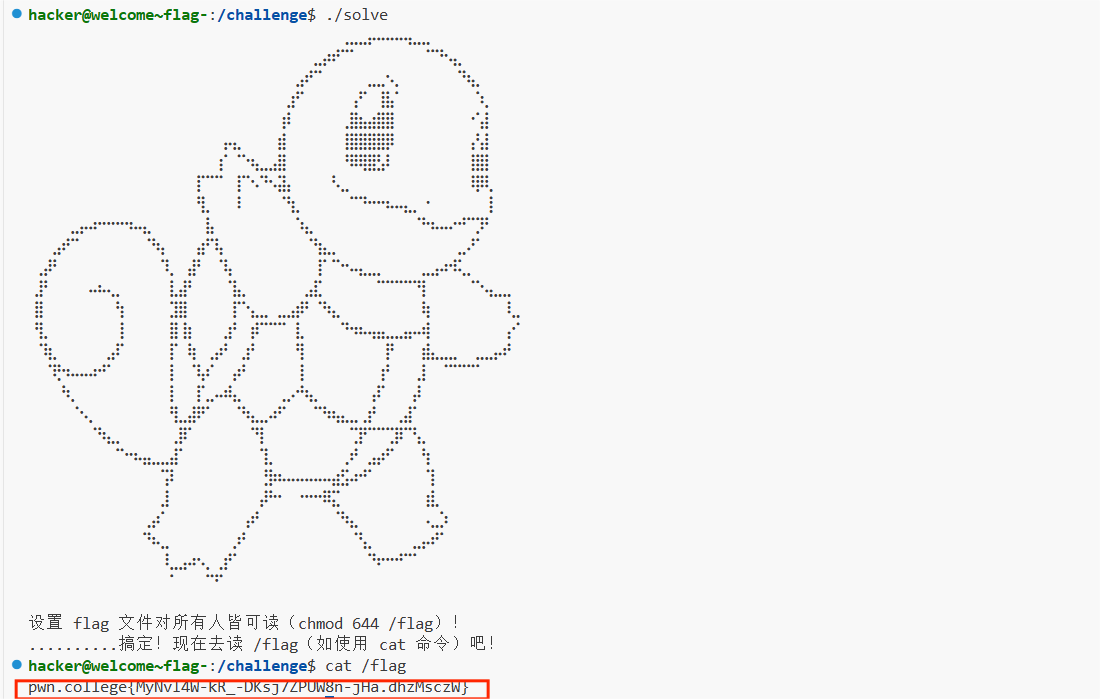 hacker@welcome~flag-:/challenge$ ./solve
设置 flag 文件对所有人皆可读（chmod 644 /flag）！
..........搞定！现在去读 /flag（如使用 cat 命令）吧！
hacker@welcome~flag-:/challenge$ cat /flag
pwn.college{MyNvl4W-kR_-DKsj7ZPUW8n-jHa.dhzMsczW}